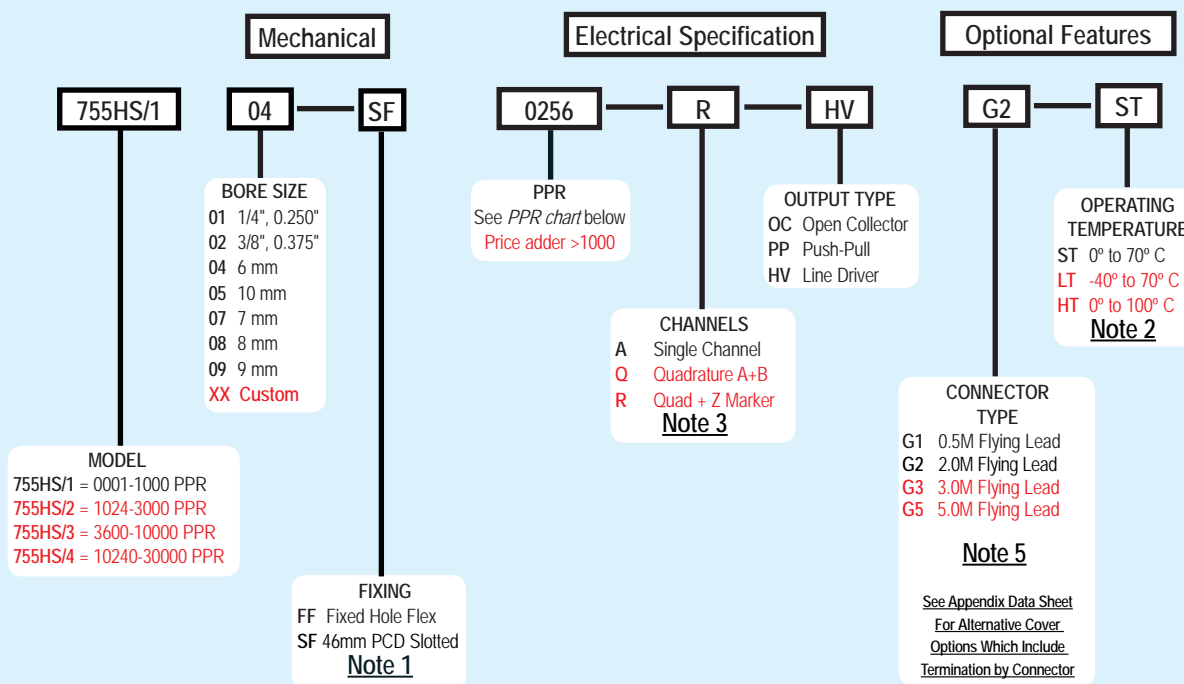 Mechanical
Electrical Specification
Optional Features
755HS/1
04
SF
0256
R
HV
G2
ST
BORE SIZE
01 1/4", 0.250"
02 3/8", 0.375"
04 6 mm
05 10 mm
07 7 mm
08 8 mm
09 9 mm
XX Custom
PPR
See PPR chart below
Price adder >1000
OUTPUT TYPE
OC Open Collector
PP Push-Pull
HV Line Driver
OPERATING
TEMPERATURE
ST 0º to 70º C
LT -40º to 70º C
HT 0º to 100º C
Note 2
CHANNELS
A Single Channel
Q Quadrature A+B
R Quad + Z Marker
Note 3
MODEL
755HS/1 = 0001-1000 PPR
755HS/2 = 1024-3000 PPR
755HS/3 = 3600-10000 PPR
755HS/4 = 10240-30000 PPR
FIXING
FF Fixed Hole Flex
SF 46mm PCD Slotted
Note 1
CONNECTOR
TYPE
G1 0.5M Flying Lead
G2 2.0M Flying Lead
G3 3.0M Flying Lead
G5 5.0M Flying Lead
Note 5
See Appendix Data Sheet
For Alternative Cover
Options Which Include
Termination by Connector